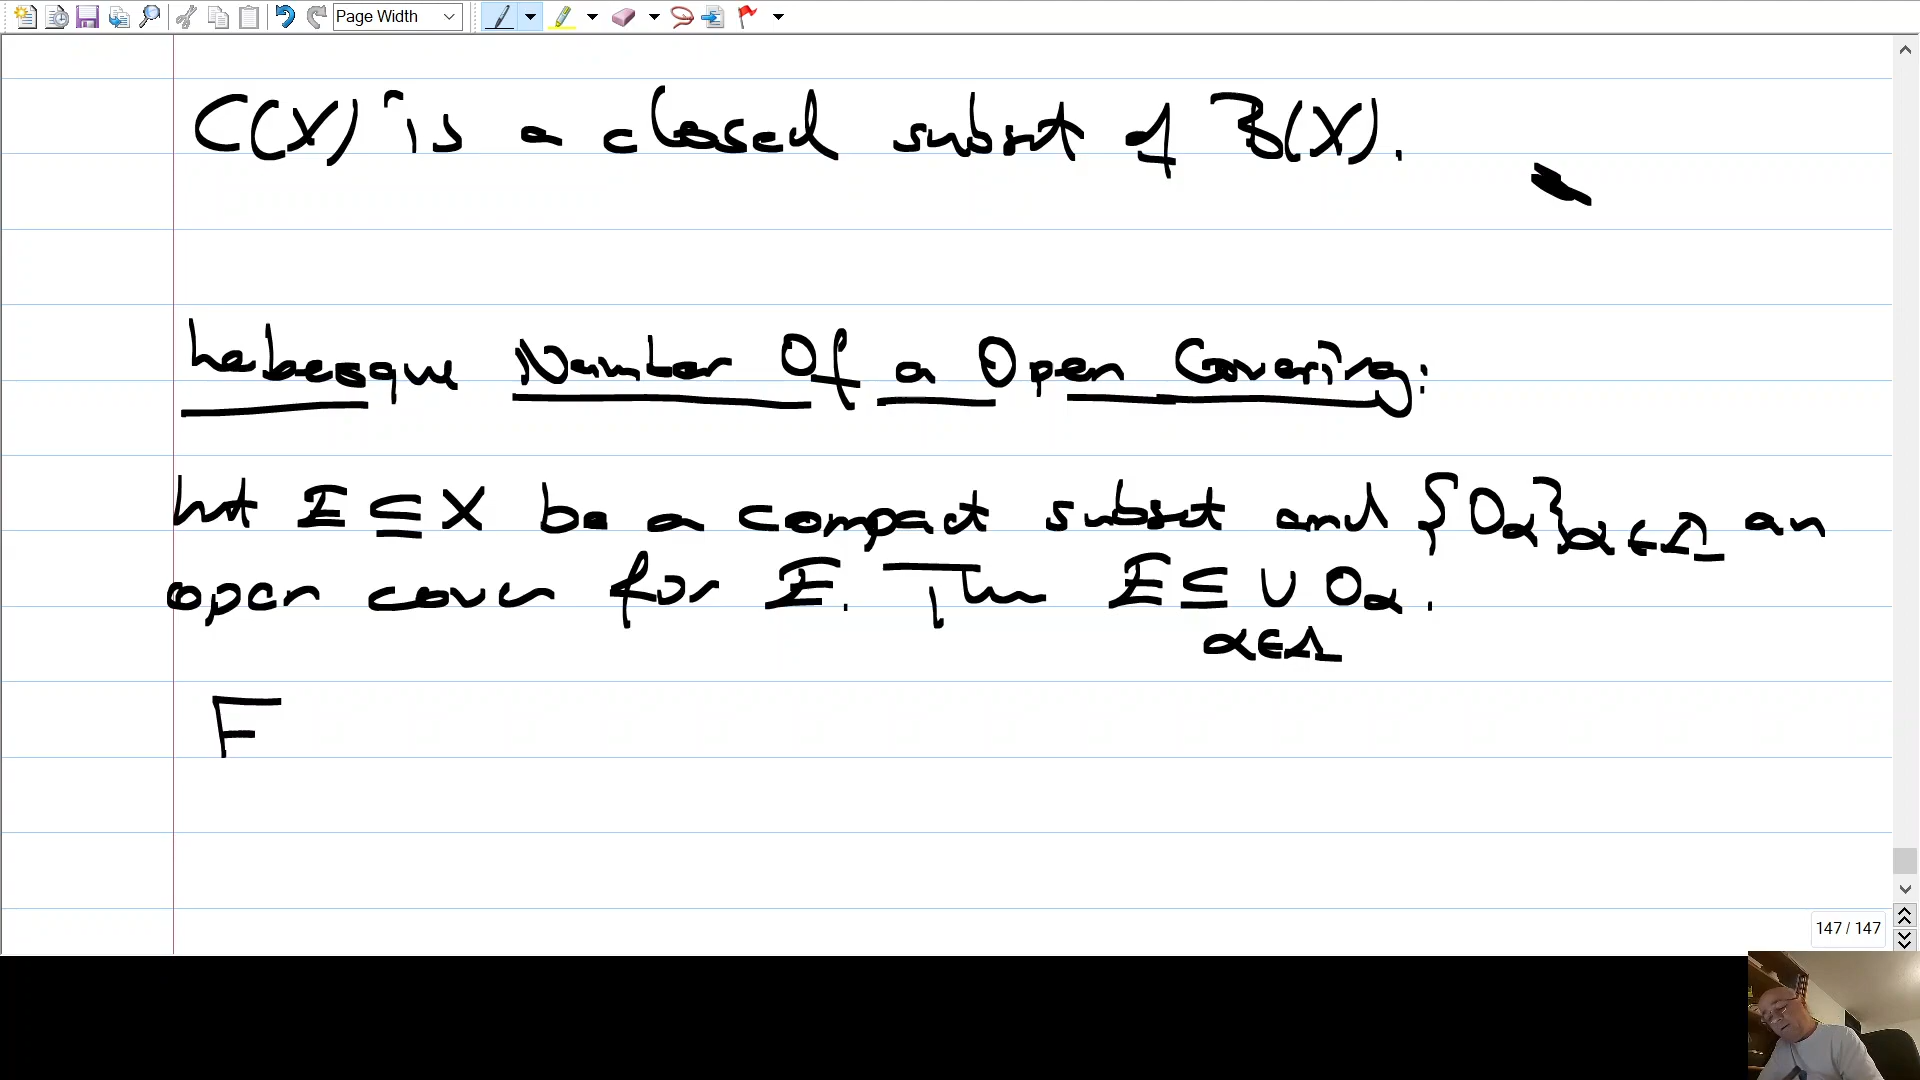 Page Width
C(X) is a closed subset of B(X).
Lebesgue Number Of a Open Covering:
Let E ⊆ X be a compact subset and {Oα}α∈Λ an
open cover for E. Then E ⊆ ∪ Oα.
α∈Λ
F
147 / 147